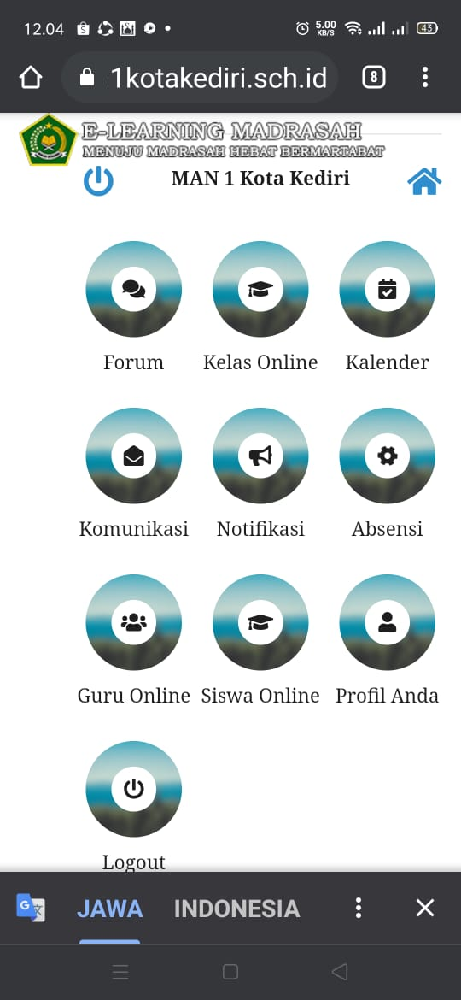 12.04
5.00
KB/S
43
1kotakediri.sch.id
8
E-LEARNING MADRASAH
MENUJU MADRASAH HEBAT BERMARTABAT
MAN 1 Kota Kediri
Forum
Kelas Online
Kalender
Komunikasi
Notifikasi
Absensi
Guru Online
Siswa Online
Profil Anda
Logout
JAWA
INDONESIA